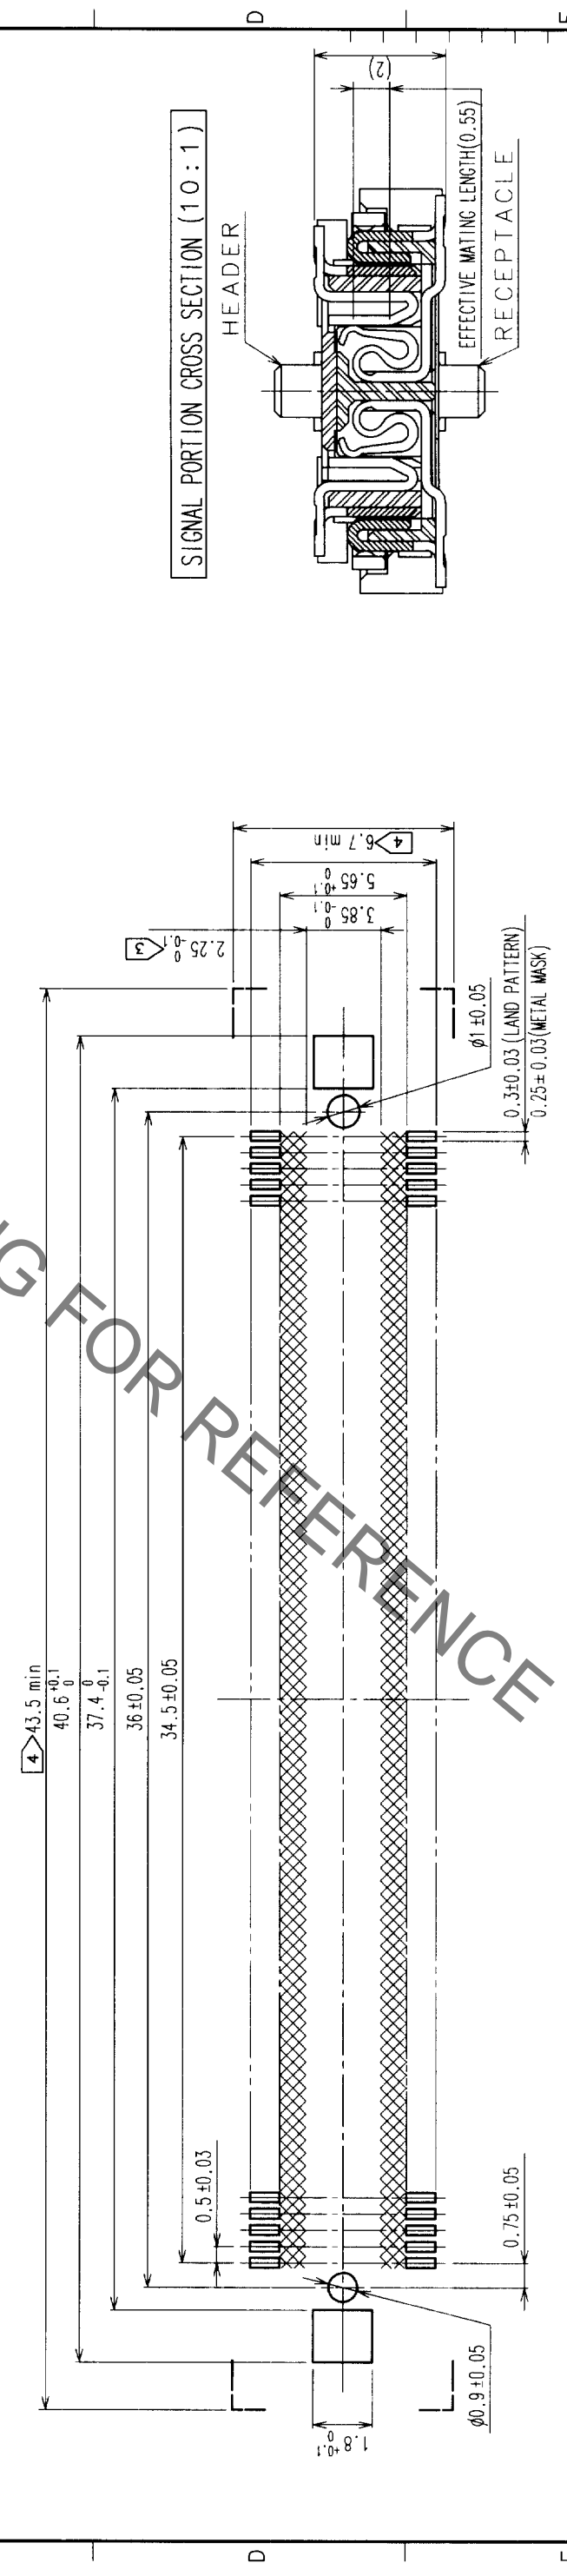 D
SIGNAL PORTION CROSS SECTION (10:1)
HEADER
(2)
EFFECTIVE MATING LENGTH(0.55)
RECEPTACLE
4 6.7 min
5.65 +0.1 0
3.85 0 -0.1
3 2.25 0 -0.1
φ1±0.05
0.3±0.03 (LAND PATTERN)
0.25±0.03(METAL MASK)
4 43.5 min
40.6 +0.1 0
37.4 0 -0.1
36±0.05
34.5±0.05
FOR REFERENCE
0.5±0.03
0.75±0.05
φ0.9±0.05
1.8 +0.1 0
D